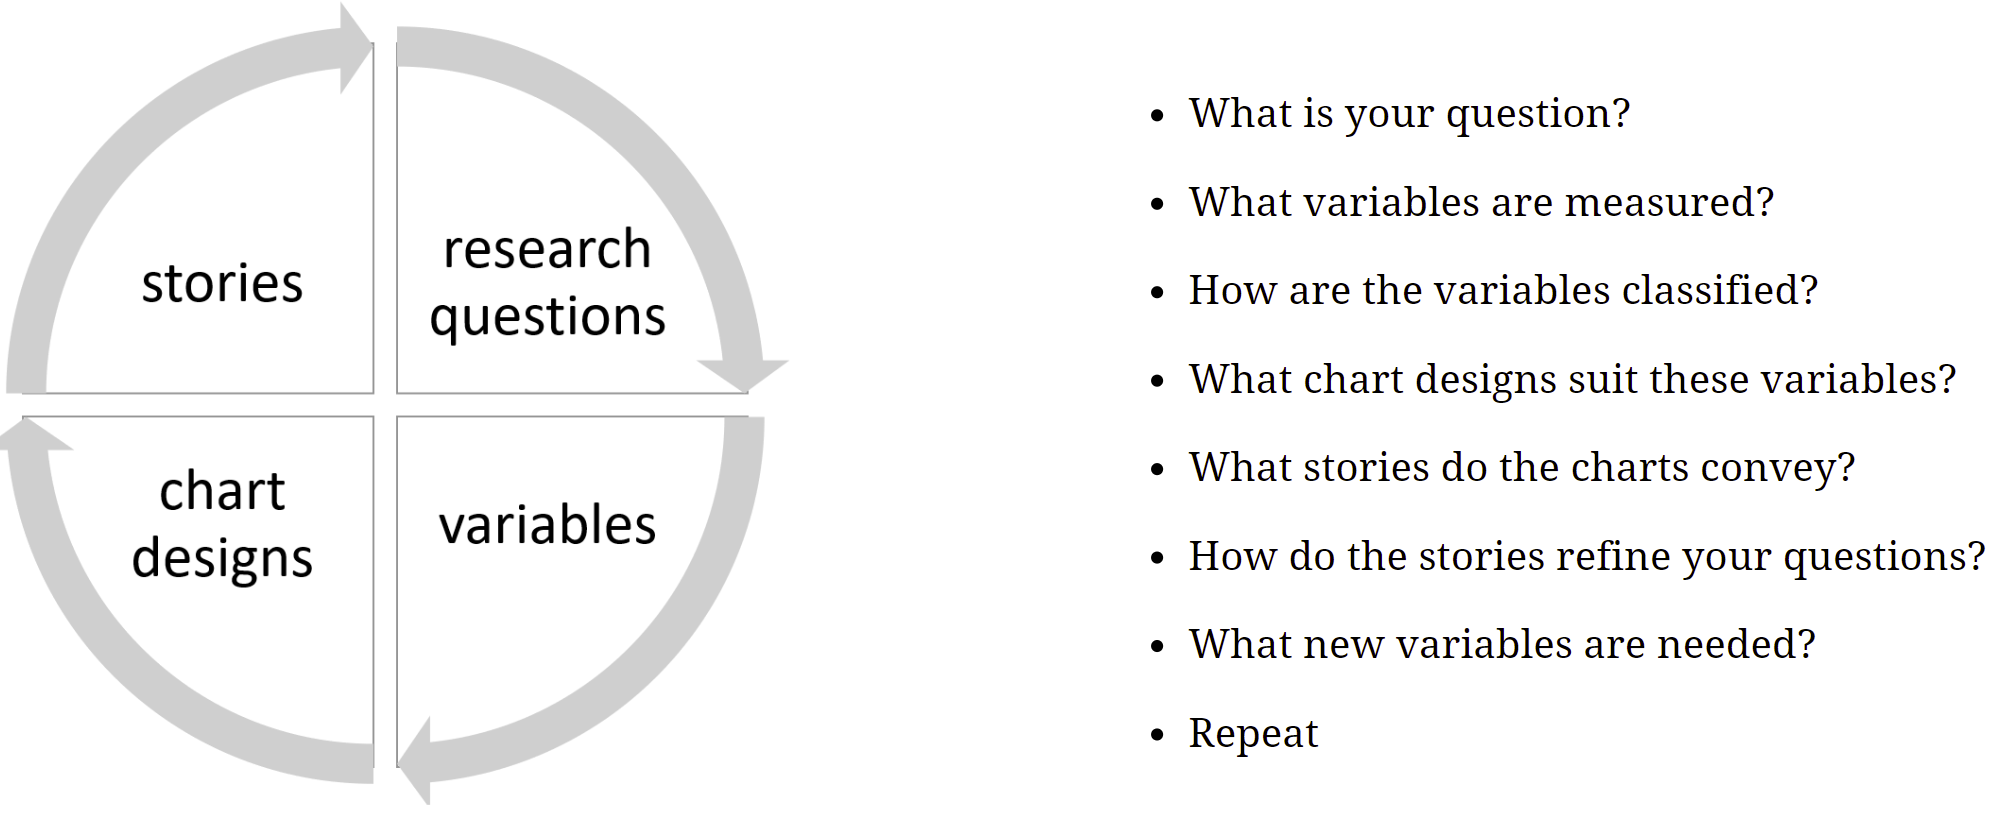 stories
research
questions
chart
designs
variables
• What is your question?
• What variables are measured?
• How are the variables classified?
• What chart designs suit these variables?
• What stories do the charts convey?
• How do the stories refine your questions?
• What new variables are needed?
• Repeat